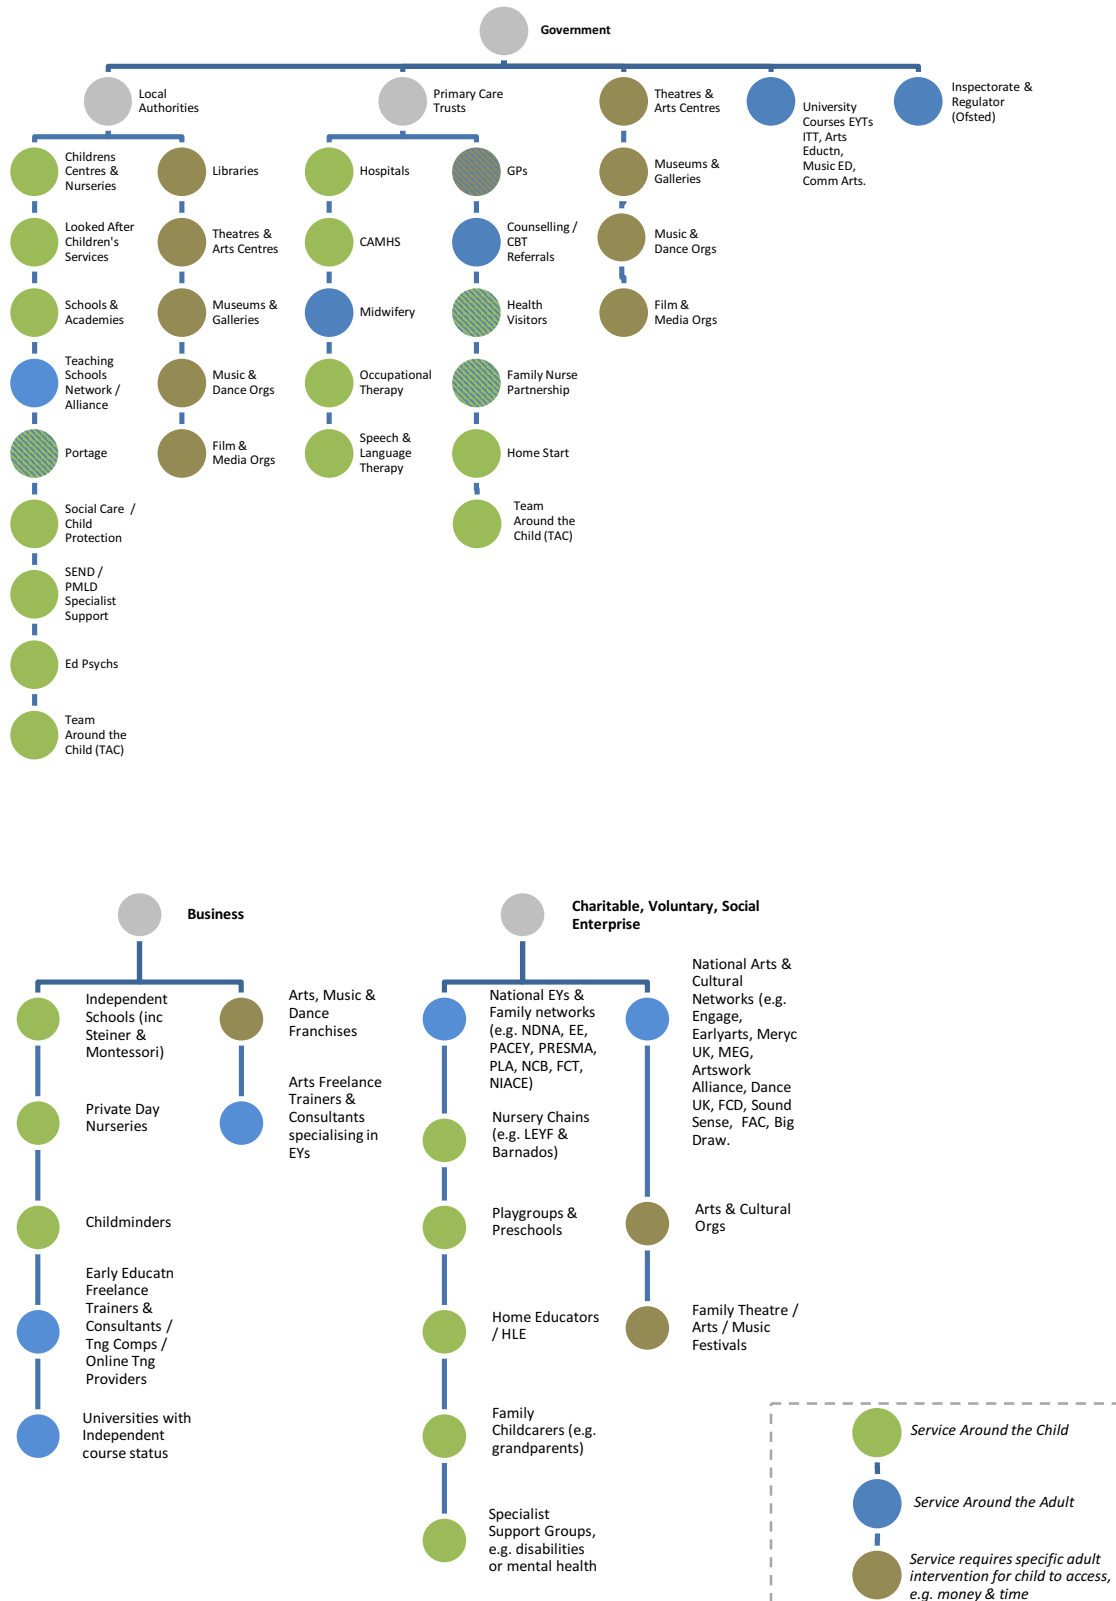 Government
Local
Authorities
Primary Care
Trusts
Theatres &
Arts Centres
University
Courses EYTs
ITT, Arts
Eductn,
Music ED,
Comm Arts.
Inspectorate &
Regulator
(Ofsted)
Childrens
Centres &
Nurseries
Looked After
Children's
Services
Schools &
Academies
Teaching
Schools
Network /
Alliance
Portage
Social Care /
Child
Protection
SEND /
PMLD
Specialist
Support
Ed Psychs
Team
Around the
Child (TAC)
Libraries
Theatres &
Arts Centres
Museums &
Galleries
Music &
Dance Orgs
Film &
Media Orgs
Hospitals
CAMHS
Midwifery
Occupational
Therapy
Speech &
Language
Therapy
GPs
Counselling /
CBT
Referrals
Health
Visitors
Family Nurse
Partnership
Home Start
Team
Around the
Child (TAC)
Museums &
Galleries
Music &
Dance Orgs
Film &
Media Orgs
Business
Independent
Schools (inc
Steiner &
Montessori)
Private Day
Nurseries
Childminders
Early Educatn
Freelance
Trainers &
Consultants /
Tng Comps /
Online Tng
Providers
Universities with
Independent
course status
Arts, Music &
Dance
Franchises
Arts Freelance
Trainers &
Consultants
specialising in
EYs
Charitable, Voluntary, Social
Enterprise
National EYs &
Family networks
(e.g. NDNA, EE,
PACEY, PRESMA,
PLA, NCB, FCT,
NIACE)
Nursery Chains
(e.g. LEYF &
Barnados)
Playgroups &
Preschools
Home Educators
/ HLE
Family
Childcarers (e.g.
grandparents)
Specialist
Support Groups,
e.g. disabilities
or mental health
National Arts &
Cultural
Networks (e.g.
Engage,
Earlyarts, Meryc
UK, MEG,
Artswork
Alliance, Dance
UK, FCD, Sound
Sense, FAC, Big
Draw.
Arts & Cultural
Orgs
Family Theatre /
Arts / Music
Festivals
Service Around the Child
Service Around the Adult
Service requires specific adult
intervention for child to access,
e.g. money & time